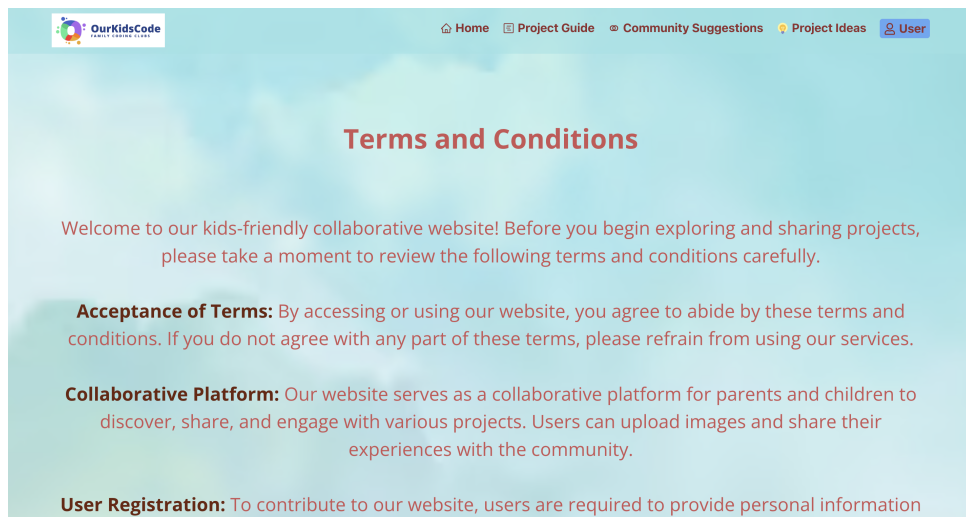 OurKidsCode
FAMILY CODING CLUBS
Home Project Guide Community Suggestions Project Ideas User
Terms and Conditions
Welcome to our kids-friendly collaborative website! Before you begin exploring and sharing projects,
please take a moment to review the following terms and conditions carefully.
Acceptance of Terms: By accessing or using our website, you agree to abide by these terms and
conditions. If you do not agree with any part of these terms, please refrain from using our services.
Collaborative Platform: Our website serves as a collaborative platform for parents and children to
discover, share, and engage with various projects. Users can upload images and share their
experiences with the community.
User Registration: To contribute to our website, users are required to provide personal information